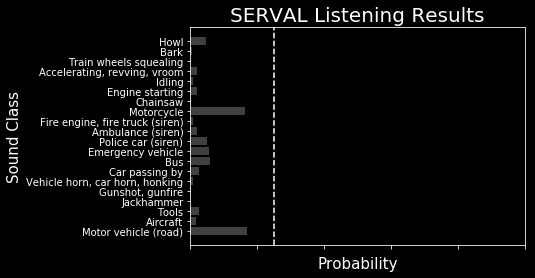 SERVAL Listening Results
Sound Class
Howl
Bark
Train wheels squealing
Accelerating, revving, vroom
Idling
Engine starting
Chainsaw
Motorcycle
Fire engine, fire truck (siren)
Ambulance (siren)
Police car (siren)
Emergency vehicle
Bus
Car passing by
Vehicle horn, car horn, honking
Gunshot, gunfire
Jackhammer
Tools
Aircraft
Motor vehicle (road)
Probability